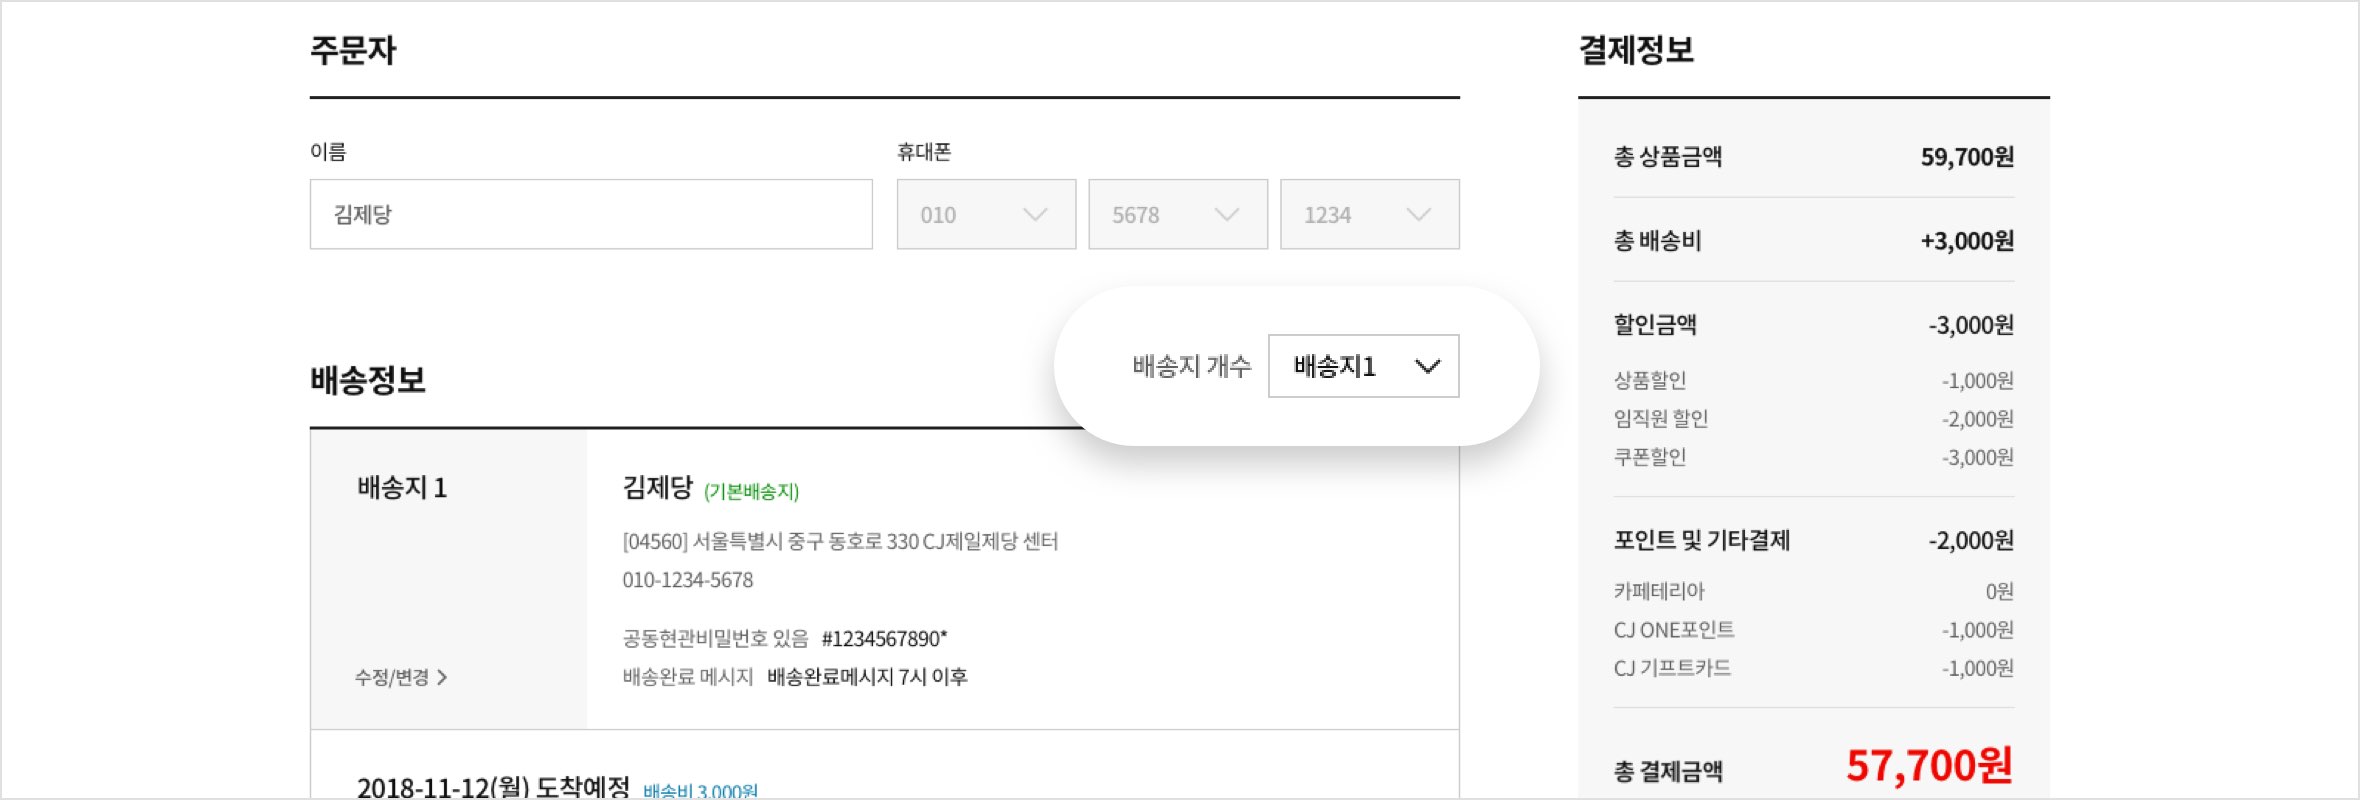 주문자
이름
휴대폰
김제당
010
5678
1234
배송지 개수
배송지1
배송정보
배송지 1
김제당 (기본배송지)
[04560] 서울특별시 중구 동호로 330 CJ제일제당 센터
010-1234-5678
공동현관비밀번호 있음 #1234567890*
배송완료 메시지 배송완료메시지 7시 이후
수정/변경
2018-11-12(월) 도착예정 배송비 3,000원
결제정보
총 상품금액 59,700원
총 배송비 +3,000원
할인금액 -3,000원
상품할인 -1,000원
임직원 할인 -2,000원
쿠폰할인 -3,000원
포인트 및 기타결제 -2,000원
카페테리아 0원
CJ ONE포인트 -1,000원
CJ 기프트카드 -1,000원
총 결제금액 57,700원